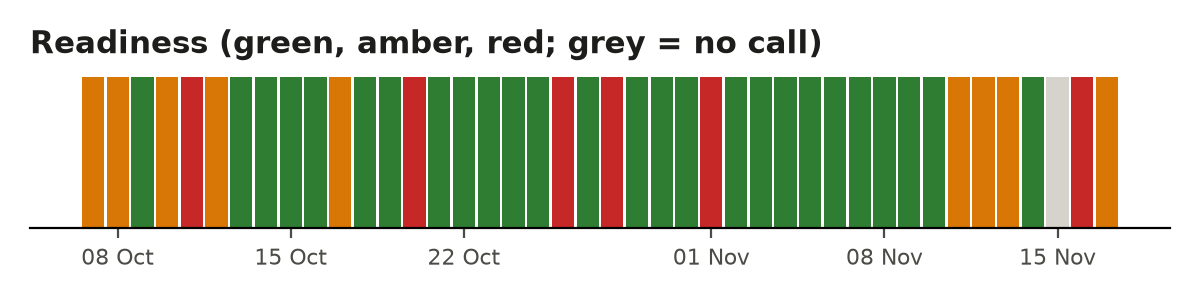 Readiness (green, amber, red; grey = no call)
08 Oct 15 Oct 22 Oct 01 Nov 08 Nov 15 Nov